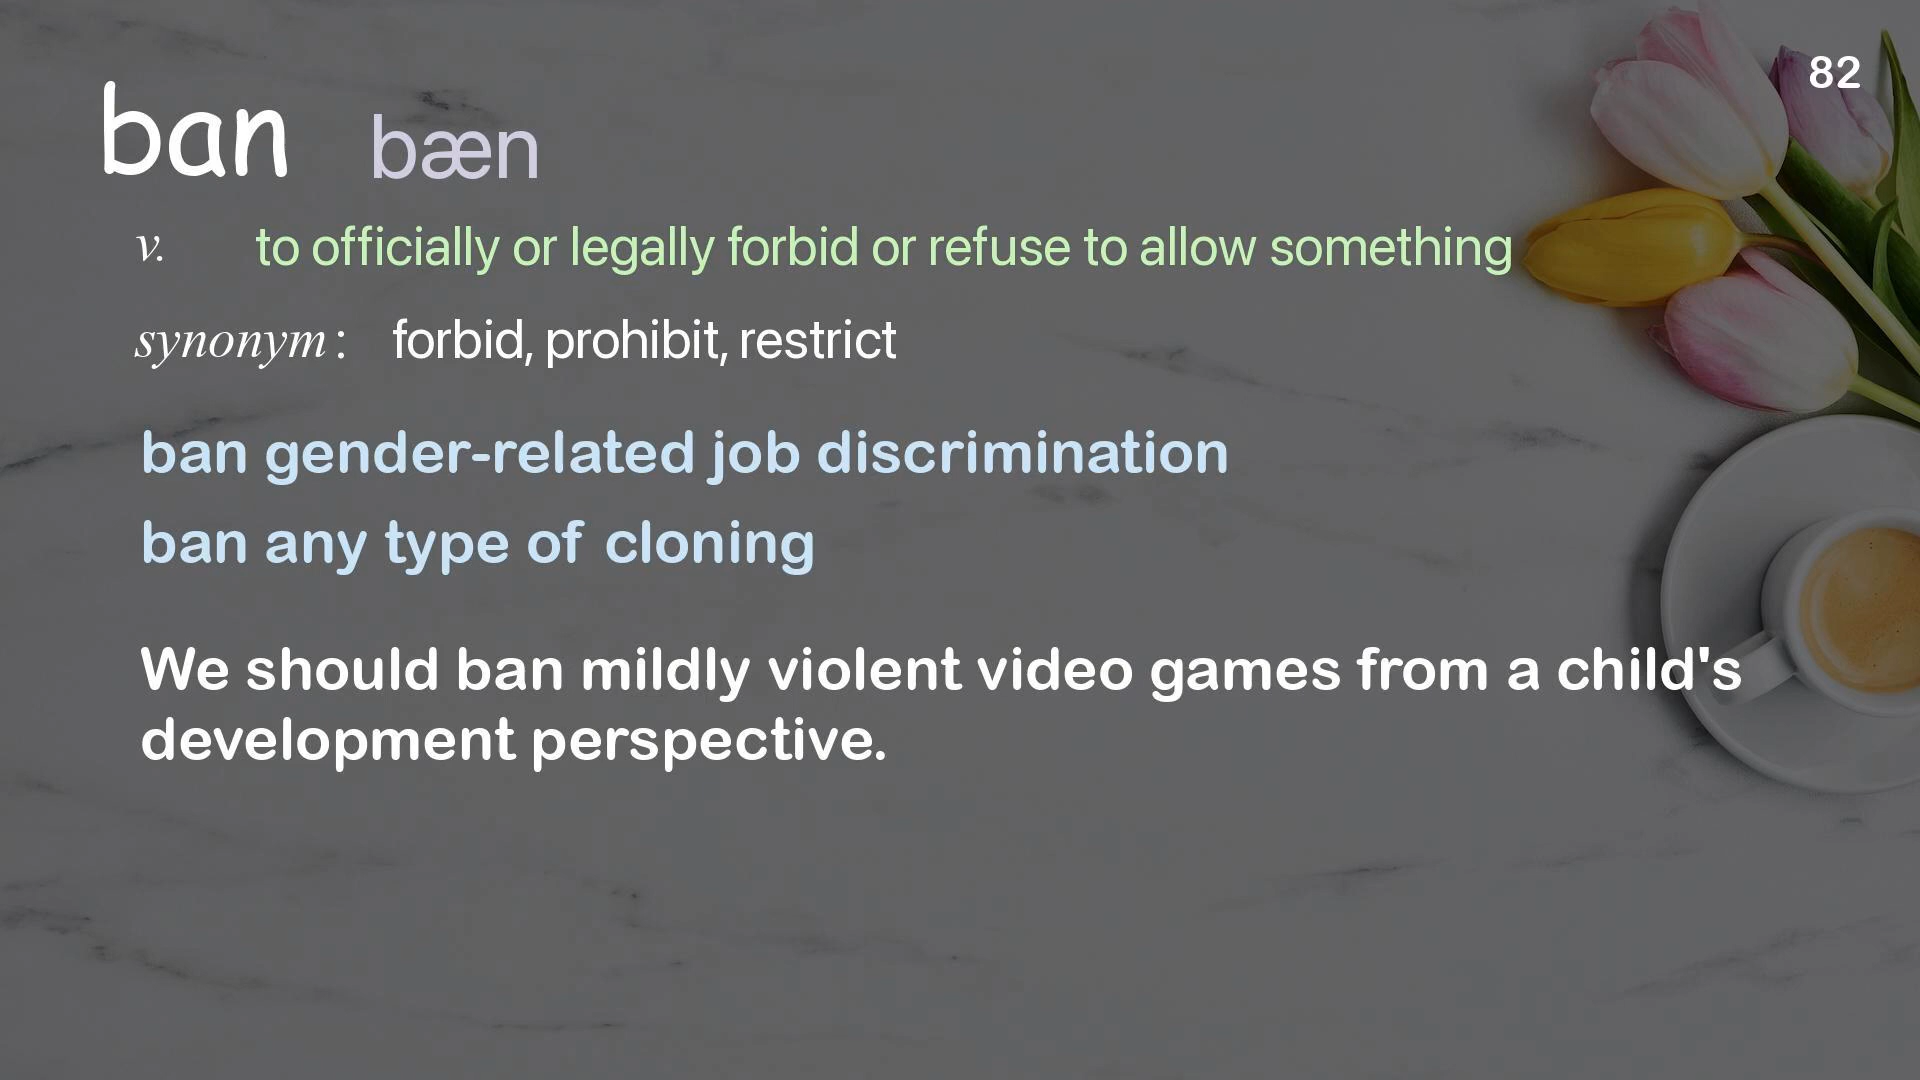 82
ban bæn
v. to officially or legally forbid or refuse to allow something
synonym: forbid, prohibit, restrict
ban gender-related job discrimination
ban any type of cloning
We should ban mildly violent video games from a child's
development perspective.